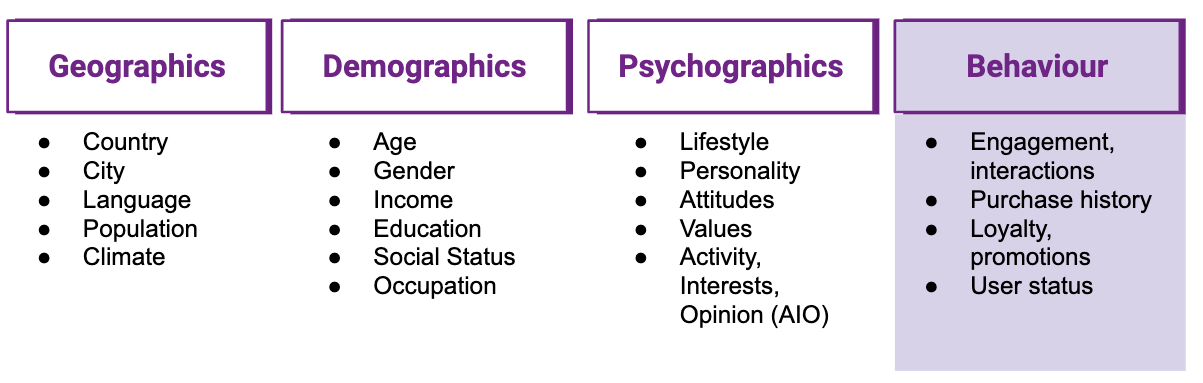 Geographics
● Country
● City
● Language
● Population
● Climate
Demographics
● Age
● Gender
● Income
● Education
● Social Status
● Occupation
Psychographics
● Lifestyle
● Personality
● Attitudes
● Values
● Activity,
Interests,
Opinion (AIO)
Behaviour
● Engagement,
interactions
● Purchase history
● Loyalty,
promotions
● User status